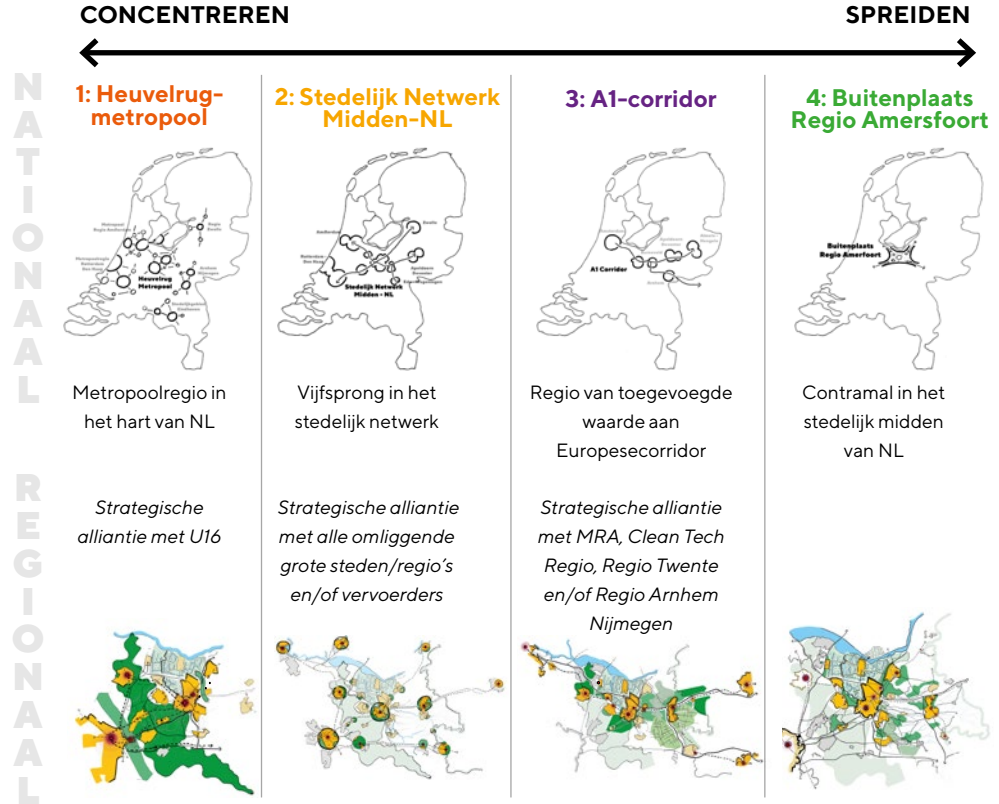 CONCENTREREN
SPREIDEN
NATIONAAL
1: Heuvelrug-
metropool
2: Stedelijk Netwerk
Midden-NL
3: A1-corridor
4: Buitenplaats
Regio Amersfoort
Heuvelrug
Metropool
Stedelijk Netwerk
Midden - NL
A1 Corridor
Buitenplaats
Regio Amerfoort
Metropoolregio in
het hart van NL
Vijfsprong in het
stedelijk netwerk
Regio van toegevoegde
waarde aan
Europesecorridor
Contramal in het
stedelijk midden
van NL
REGIONAAL
Strategische
alliantie met U16
Strategische alliantie
met alle omliggende
grote steden/regio's
en/of vervoerders
Strategische alliantie
met MRA, Clean Tech
Regio, Regio Twente
en/of Regio Arnhem
Nijmegen